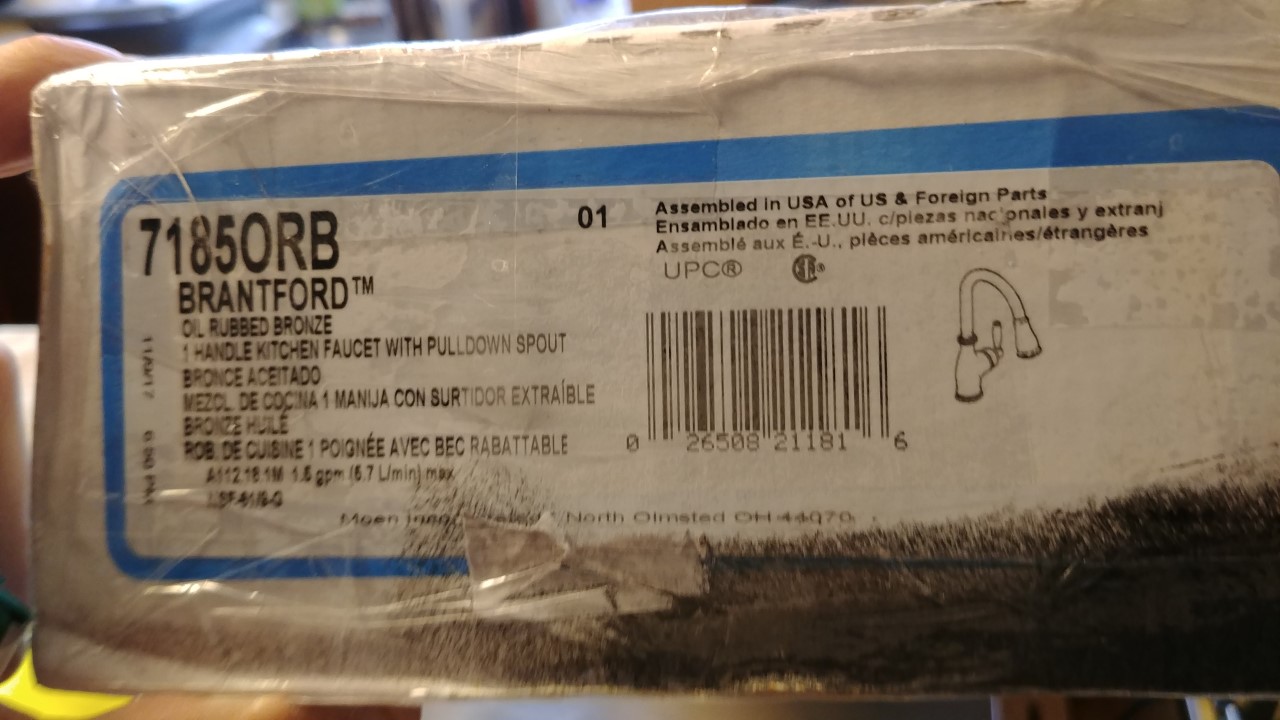 7185ORB
01
BRANTFORD™
OIL RUBBED BRONZE
1 HANDLE KITCHEN FAUCET WITH PULLDOWN SPOUT
BRONCE ACEITADO
MEZCL. DE COCINA 1 MANIJA CON SURTIDOR EXTRAÍBLE
BRONZE HUILÉ
ROB. DE CUISINE 1 POIGNÉE AVEC BEC RABATTABLE
A112.18.1M 1.5 gpm (5.7 L/min) max
Assembled in USA of US & Foreign Parts
Ensamblado en EE.UU. c/piezas nacionales y extranj
Assemblé aux É.-U., pièces américaines/étrangères
UPC®
0 26508 21181 6
Moen North Olmsted OH 44070